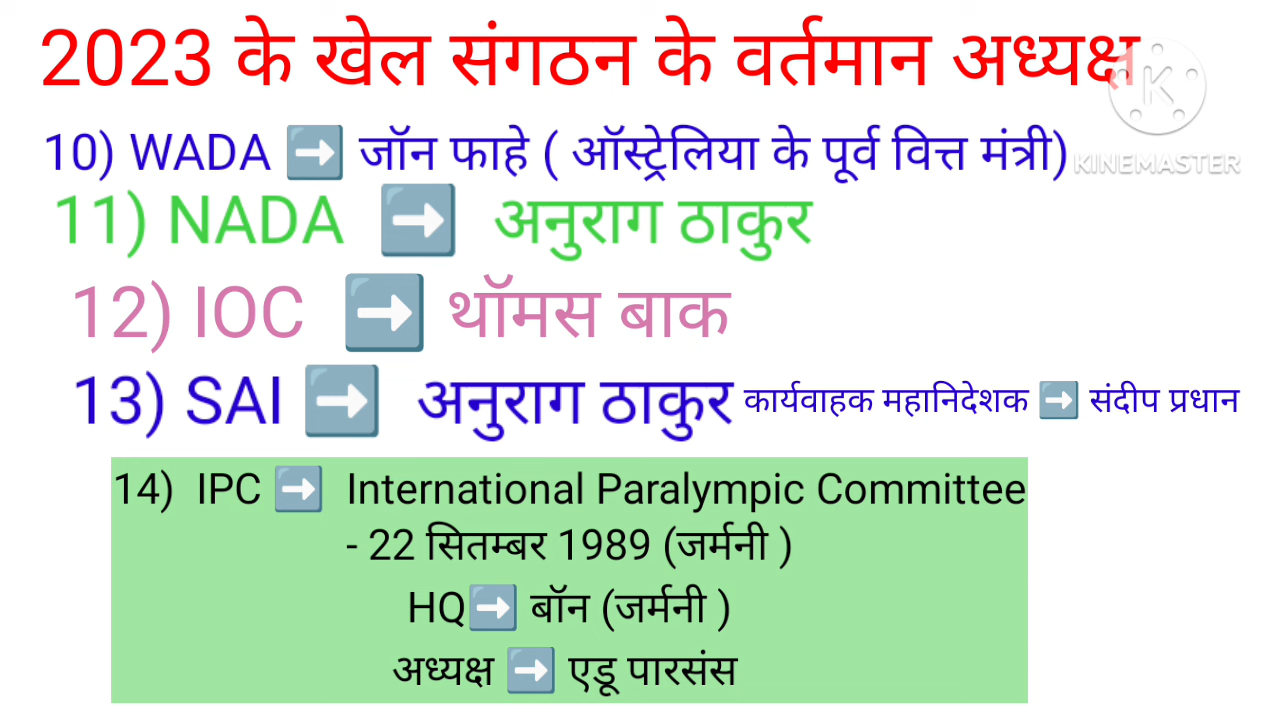 2023 के खेल संगठन के वर्तमान अध्यक्ष
10) WADA ➡️ जॉन फाहे ( ऑस्ट्रेलिया के पूर्व वित्त मंत्री)
KINEMASTER
11) NADA ➡️ अनुराग ठाकुर
12) IOC ➡️ थॉमस बाक
13) SAI ➡️ अनुराग ठाकुर कार्यवाहक महानिदेशक ➡️ संदीप प्रधान
14) IPC ➡️ International Paralympic Committee
- 22 सितम्बर 1989 (जर्मनी )
HQ➡️ बॉन (जर्मनी )
अध्यक्ष ➡️ एडू पारसंस